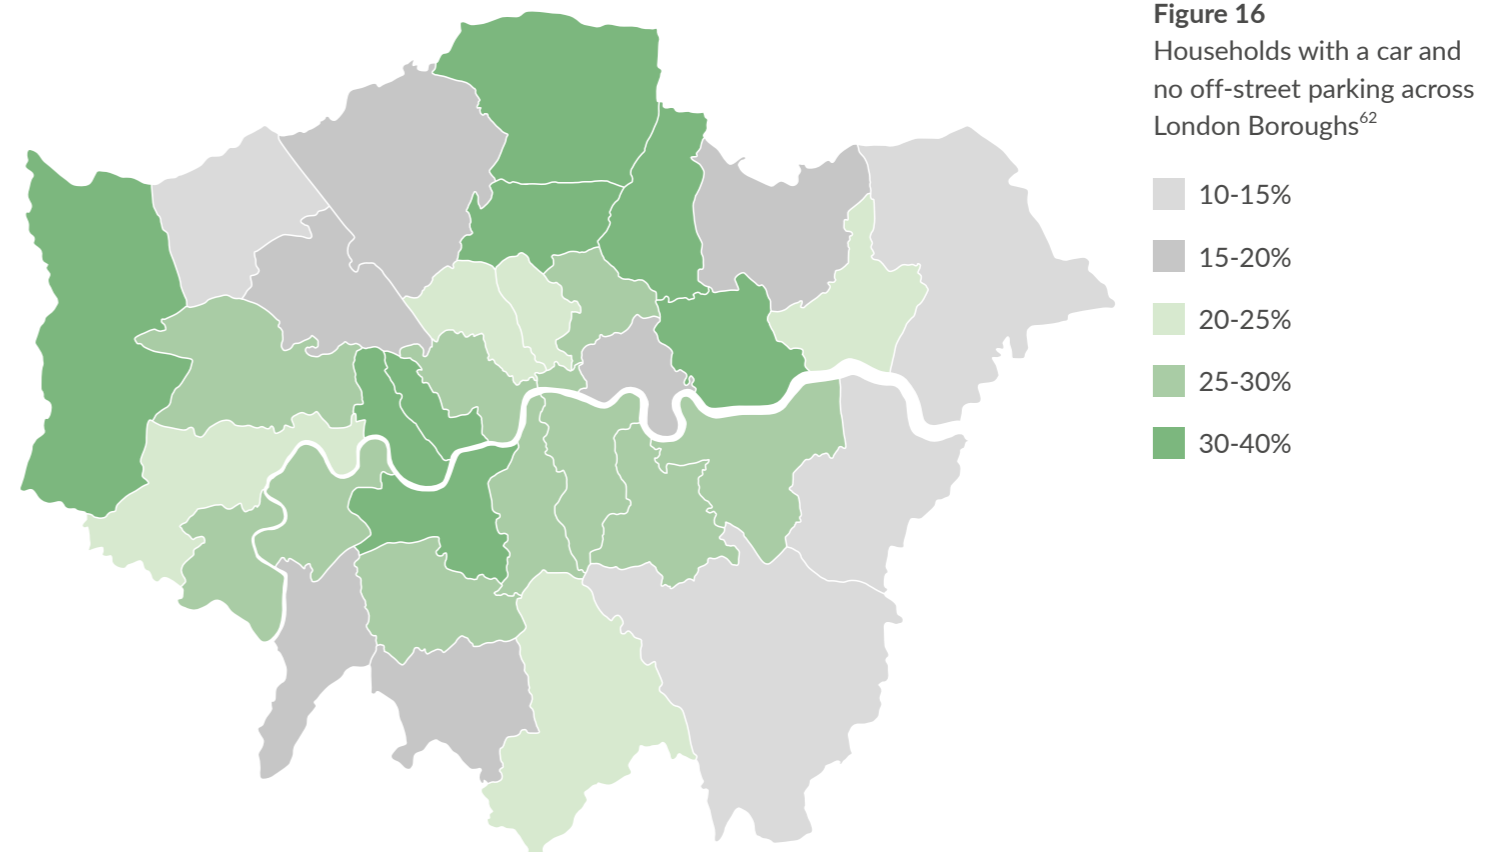 Figure 16
Households with a car and
no off-street parking across
London Boroughs62
10-15%
15-20%
20-25%
25-30%
30-40%